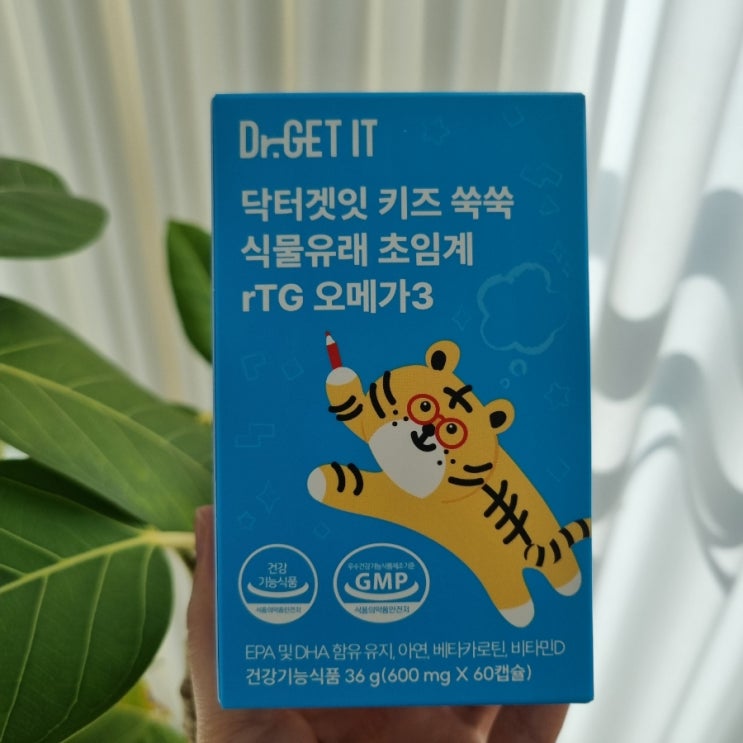 Dr.GET IT
닥터겟잇 키즈 쑥쑥
식물유래 초임계
rTG 오메가3
건강
기능식품
식품의약품안전처
우수건강기능식품제조기준
GMP
식품의약품안전처
EPA 및 DHA 함유 유지, 아연, 베타카로틴, 비타민D
건강기능식품 36 g(600 mg X 60캡슐)